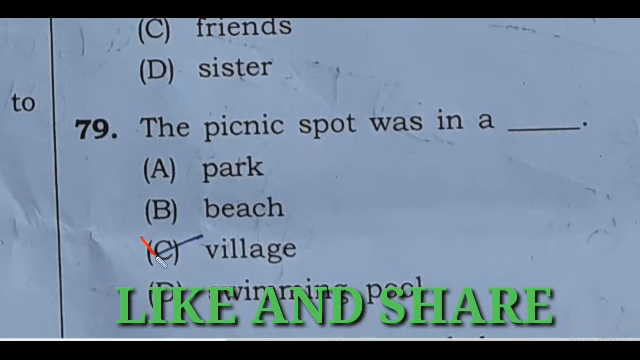 (C) friends
(D) sister
to
79. The picnic spot was in a _____.
(A) park
(B) beach
(C) village
(D) swimming pool
LIKE AND SHARE